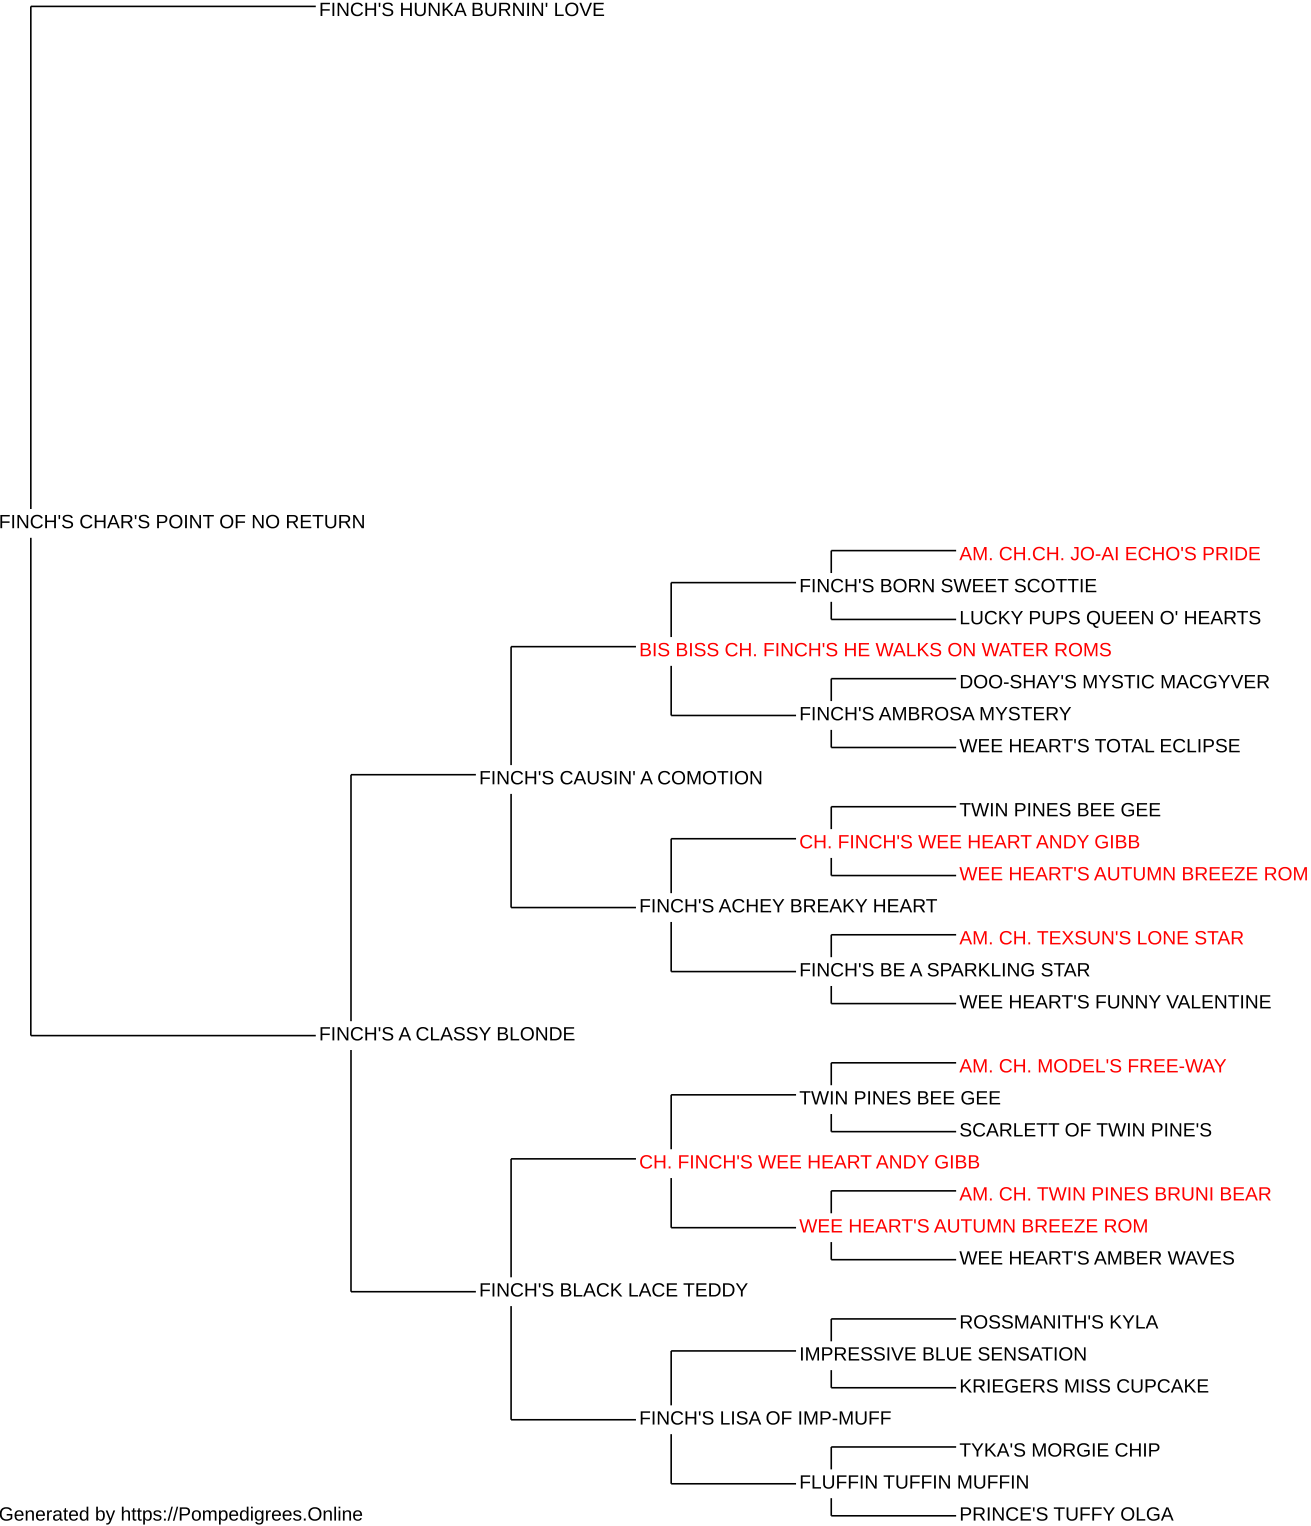 FINCH'S HUNKA BURNIN' LOVE
FINCH'S CHAR'S POINT OF NO RETURN
AM. CH.CH. JO-AI ECHO'S PRIDE
FINCH'S BORN SWEET SCOTTIE
LUCKY PUPS QUEEN O' HEARTS
BIS BISS CH. FINCH'S HE WALKS ON WATER ROMS
DOO-SHAY'S MYSTIC MACGYVER
FINCH'S AMBROSA MYSTERY
WEE HEART'S TOTAL ECLIPSE
FINCH'S CAUSIN' A COMOTION
TWIN PINES BEE GEE
CH. FINCH'S WEE HEART ANDY GIBB
WEE HEART'S AUTUMN BREEZE ROM
FINCH'S ACHEY BREAKY HEART
AM. CH. TEXSUN'S LONE STAR
FINCH'S BE A SPARKLING STAR
WEE HEART'S FUNNY VALENTINE
FINCH'S A CLASSY BLONDE
AM. CH. MODEL'S FREE-WAY
TWIN PINES BEE GEE
SCARLETT OF TWIN PINE'S
CH. FINCH'S WEE HEART ANDY GIBB
AM. CH. TWIN PINES BRUNI BEAR
WEE HEART'S AUTUMN BREEZE ROM
WEE HEART'S AMBER WAVES
FINCH'S BLACK LACE TEDDY
ROSSMANITH'S KYLA
IMPRESSIVE BLUE SENSATION
KRIEGERS MISS CUPCAKE
FINCH'S LISA OF IMP-MUFF
TYKA'S MORGIE CHIP
FLUFFIN TUFFIN MUFFIN
PRINCE'S TUFFY OLGA
Generated by https://Pompedigrees.Online